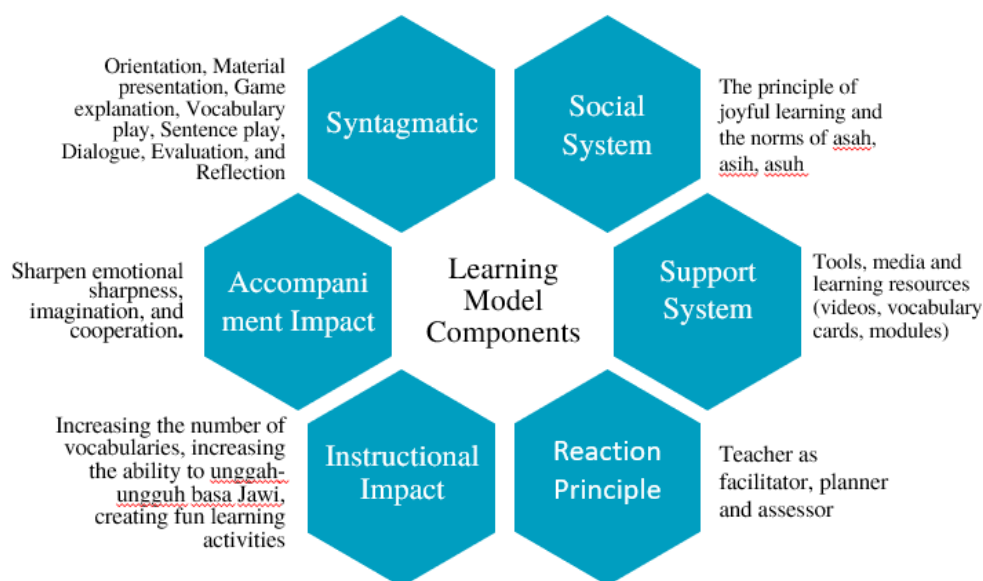 Orientation, Material
presentation, Game
explanation, Vocabulary
play, Sentence play,
Dialogue, Evaluation, and
Reflection
Syntagmatic
Social
System
The principle of
joyful learning and
the norms of asah,
asih, asuh
Sharpen emotional
sharpness,
imagination, and
cooperation.
Accompani
ment Impact
Learning
Model
Components
Support
System
Tools, media and
learning resources
(videos, vocabulary
cards, modules)
Increasing the number of
vocabularies, increasing
the ability to unggah-
ungguh basa Jawi,
creating fun learning
activities
Instructional
Impact
Reaction
Principle
Teacher as
facilitator, planner
and assessor